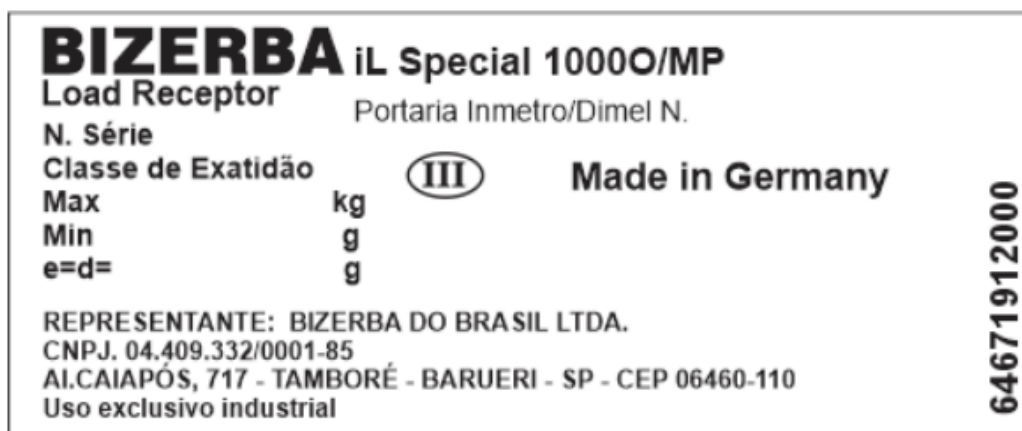 BIZERBA iL Special 1000O/MP
Load Receptor
Portaria Inmetro/Dimel N.
N. Série
Classe de Exatidão III Made in Germany
Max kg
Min g
e=d= g
REPRESENTANTE: BIZERBA DO BRASIL LTDA.
CNPJ. 04.409.332/0001-85
Al.CAIAPÓS, 717 - TAMBORÉ - BARUERI - SP - CEP 06460-110
Uso exclusivo industrial
64671912000